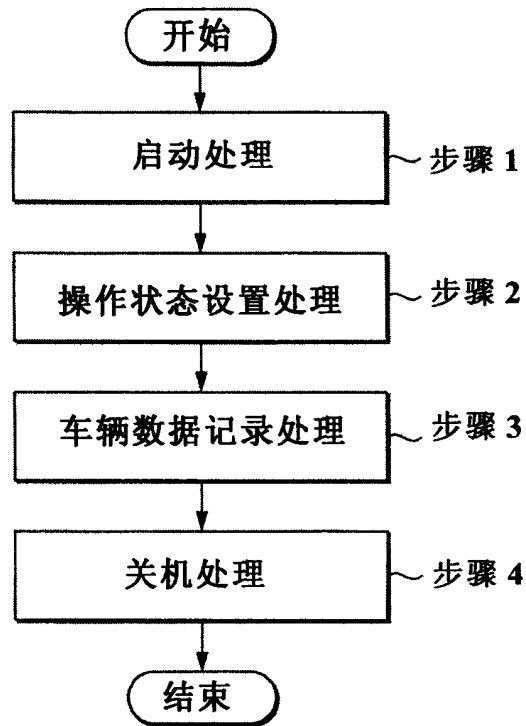 开始
启动处理
步骤 1
操作状态设置处理
步骤 2
车辆数据记录处理
步骤 3
关机处理
步骤 4
结束